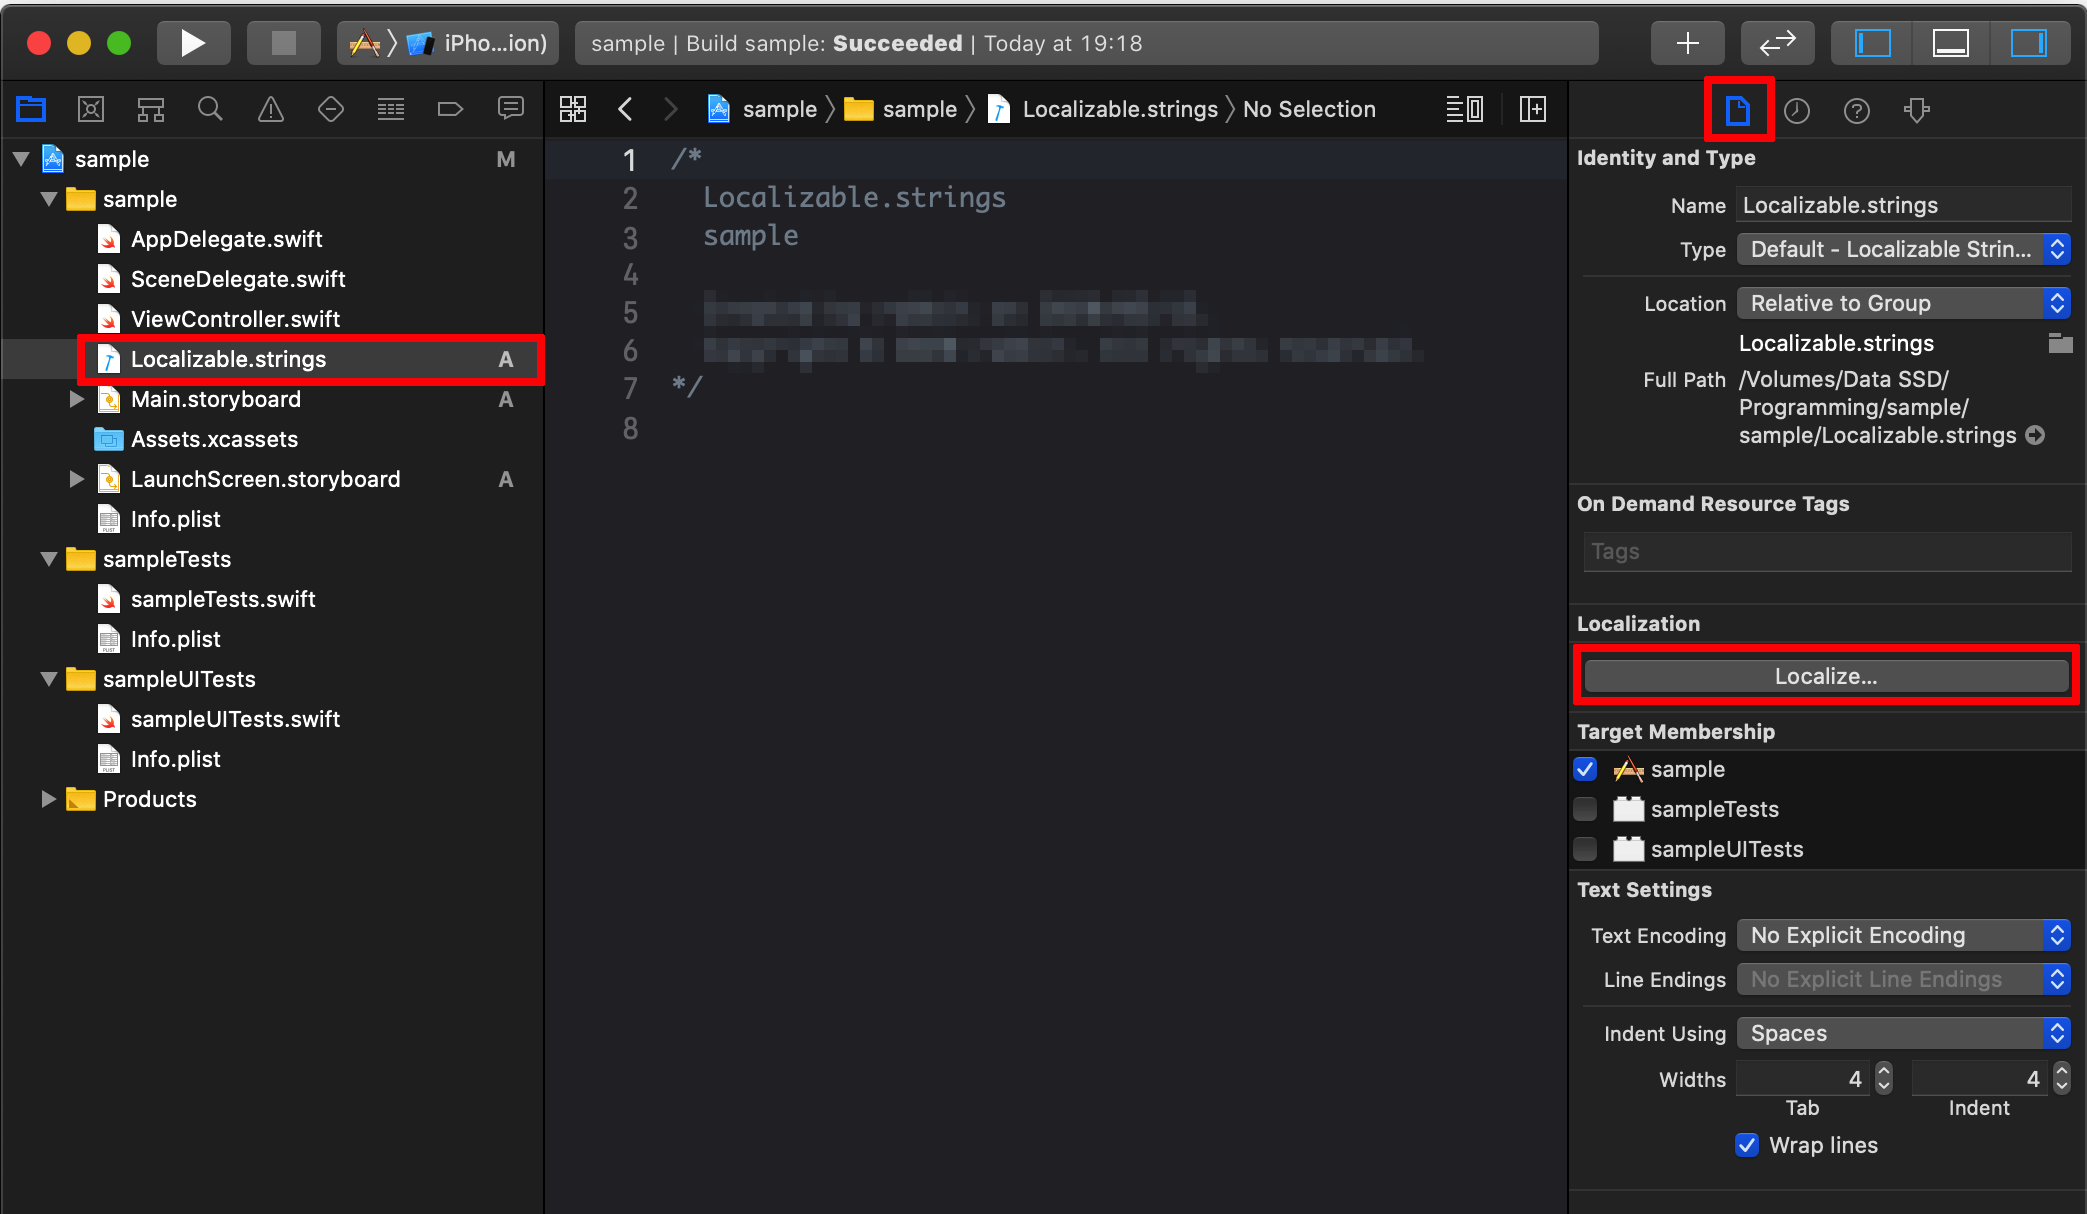 iPho...ion)
sample | Build sample: Succeeded | Today at 19:18
sample M
sample
AppDelegate.swift
SceneDelegate.swift
ViewController.swift
Localizable.strings A
Main.storyboard A
Assets.xcassets
LaunchScreen.storyboard A
Info.plist
sampleTests
sampleTests.swift
Info.plist
sampleUITests
sampleUITests.swift
Info.plist
Products
sample sample Localizable.strings No Selection
1 /*
2 Localizable.strings
3 sample
4
5
6
7 */
8
Identity and Type
Name Localizable.strings
Type Default - Localizable Strin...
Location Relative to Group
Localizable.strings
Full Path /Volumes/Data SSD/
Programming/sample/
sample/Localizable.strings
On Demand Resource Tags
Tags
Localization
Localize...
Target Membership
sample
sampleTests
sampleUITests
Text Settings
Text Encoding No Explicit Encoding
Line Endings No Explicit Line Endings
Indent Using Spaces
Widths 4 4
Tab Indent
Wrap lines